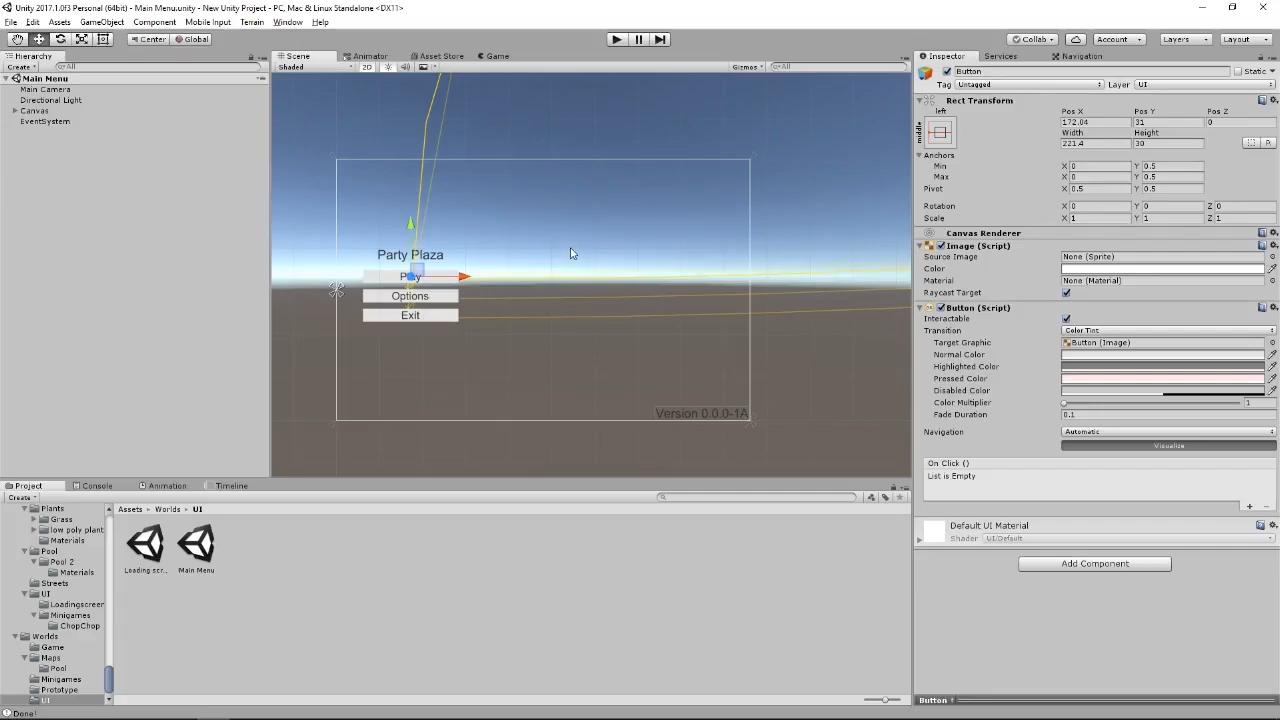 Unity 2017.1.0f3 Personal (64bit) - Main Menu.unity - New Unity Project - PC, Mac & Linux Standalone <DX11>
File Edit Assets GameObject Component Mobile Input Terrain Window Help
Center Global Collab Account Layers Layout
Hierarchy
Create All
Main Menu
Main Camera
Directional Light
Canvas
EventSystem
Scene Animator Asset Store Game
Shaded 2D Gizmos All
Party Plaza
Play
Options
Exit
Version 0.0.0-1A
Inspector Services Navigation
Button Static
Tag Untagged Layer UI
Rect Transform
left Pos X Pos Y Pos Z
middle 172.04 31 0
Width Height
221.4 30 R
Anchors
Min X 0 Y 0.5
Max X 0 Y 0.5
Pivot X 0.5 Y 0.5
Rotation X 0 Y 0 Z 0
Scale X 1 Y 1 Z 1
Canvas Renderer
Image (Script)
Source Image None (Sprite)
Color
Material None (Material)
Raycast Target
Button (Script)
Interactable
Transition Color Tint
Target Graphic Button (Image)
Normal Color
Highlighted Color
Pressed Color
Disabled Color
Color Multiplier 1
Fade Duration 0.1
Navigation Automatic
Visualize
On Click ()
List is Empty
Default UI Material
Shader UI/Default
Add Component
Button
Project Console Animation Timeline
Create
Plants
Grass
low poly plant
Materials
Pool
Pool 2
Materials
Streets
UI
Loadingscreen
Minigames
ChopChop
Worlds
Game
Maps
Pool
Minigames
Prototype
UI
Assets Worlds UI
Loading scr... Main Menu
Done!